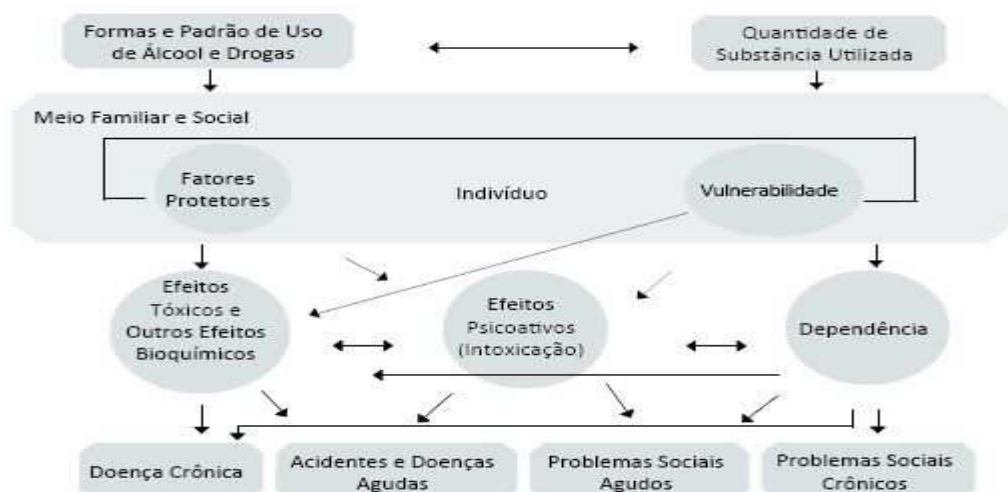 Formas e Padrão de Uso
de Álcool e Drogas
Quantidade de
Substância Utilizada
Meio Familiar e Social
Fatores
Protetores
Indivíduo
Vulnerabilidade
Efeitos
Tóxicos e
Outros Efeitos
Bioquímicos
Efeitos
Psicoativos
(Intoxicação)
Dependência
Doença Crônica
Acidentes e Doenças
Agudas
Problemas Sociais
Agudos
Problemas Sociais
Crônicos